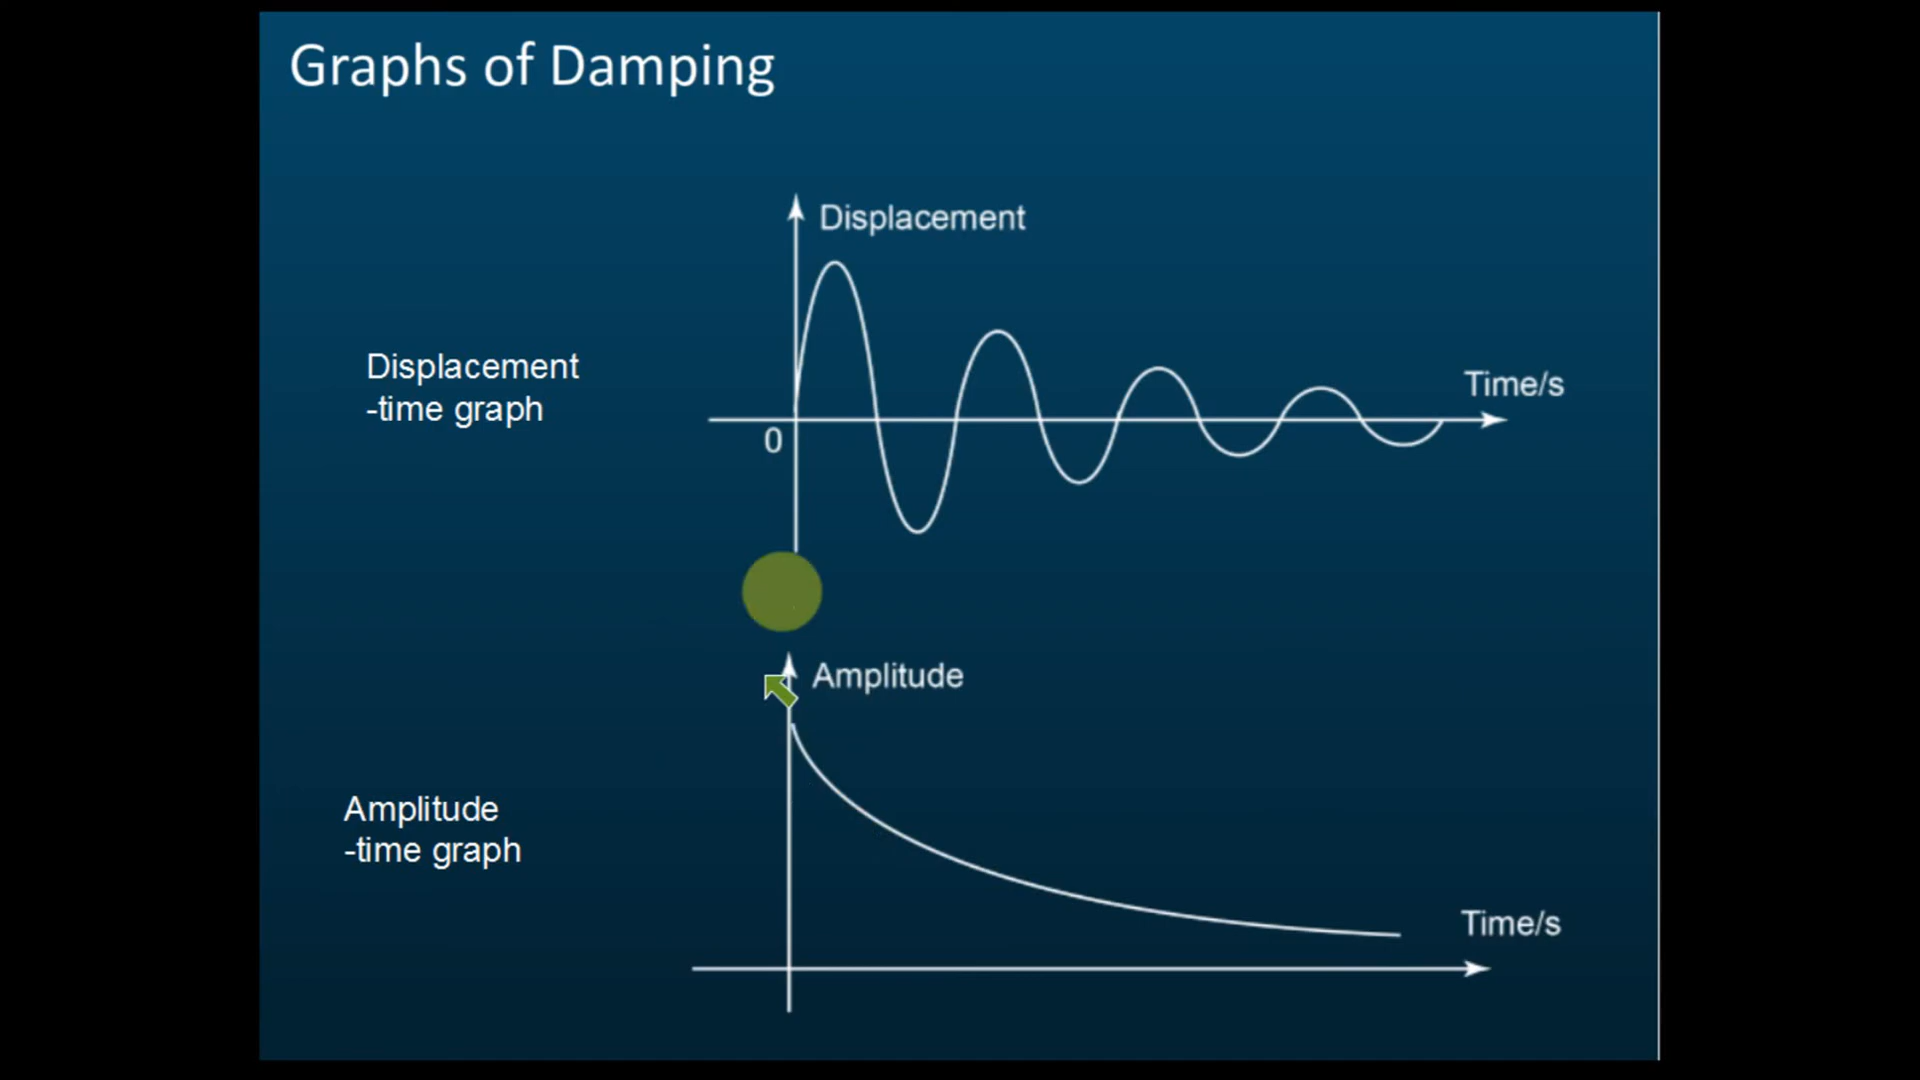 Graphs of Damping
Displacement
Displacement
-time graph
Time/s
0
Amplitude
Amplitude
-time graph
Time/s